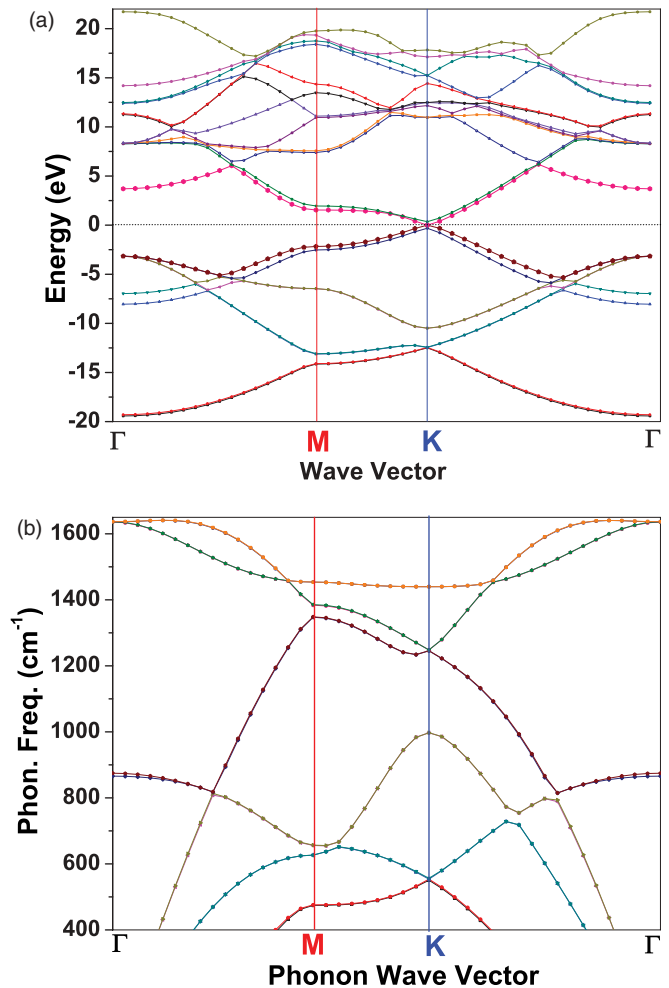 (a)
20
15
10
5
0
-5
-10
-15
-20
Energy (eV)
Γ M K Γ
Wave Vector
(b)
1600
1400
1200
1000
800
600
400
Phon. Freq. (cm⁻¹)
Γ M K Γ
Phonon Wave Vector